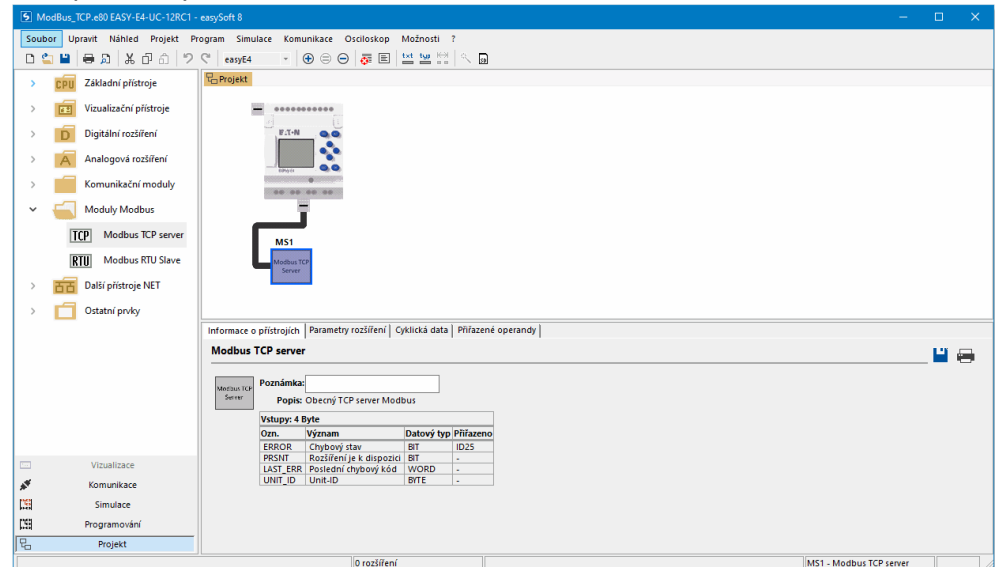 ModBus_TCP.e80 EASY-E4-UC-12RC1 - easySoft 8
Soubor Upravit Náhled Projekt Program Simulace Komunikace Osciloskop Možnosti ?
easyE4
CPU Základní přístroje
Vizualizační přístroje
D Digitální rozšíření
A Analogová rozšíření
Komunikační moduly
Moduly Modbus
TCP Modbus TCP server
RTU Modbus RTU Slave
Další přístroje NET
Ostatní prvky
Vizualizace
Komunikace
Simulace
Programování
Projekt
Projekt
MS1
Modbus TCP
Server
Informace o přístrojích Parametry rozšíření Cyklická data Přiřazené operandy
Modbus TCP server
Modbus TCP
Server
Poznámka:
Popis: Obecný TCP server Modbus
Vstupy: 4 Byte
Ozn. Význam Datový typ Přiřazeno
ERROR Chybový stav BIT ID25
PRSNT Rozšíření je k dispozici BIT -
LAST_ERR Poslední chybový kód WORD -
UNIT_ID Unit-ID BYTE -
0 rozšíření MS1 - Modbus TCP server